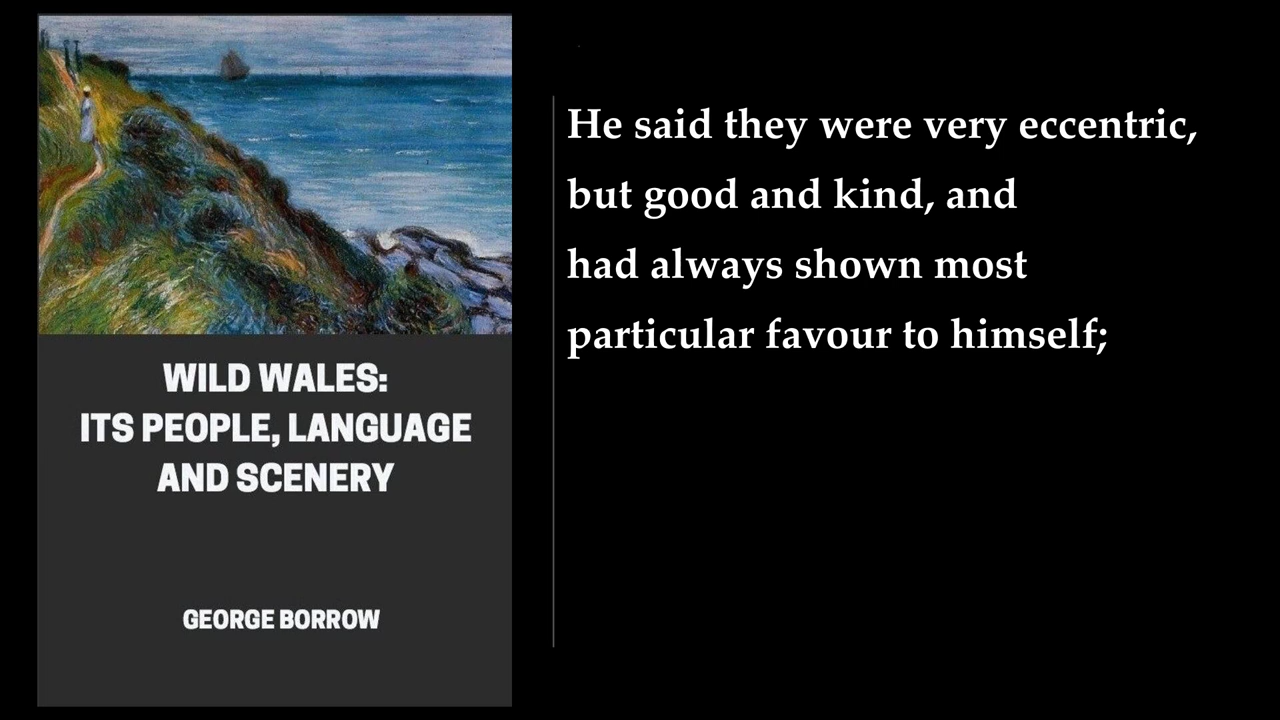 WILD WALES:
ITS PEOPLE, LANGUAGE
AND SCENERY
GEORGE BORROW
He said they were very eccentric,
but good and kind, and
had always shown most
particular favour to himself;